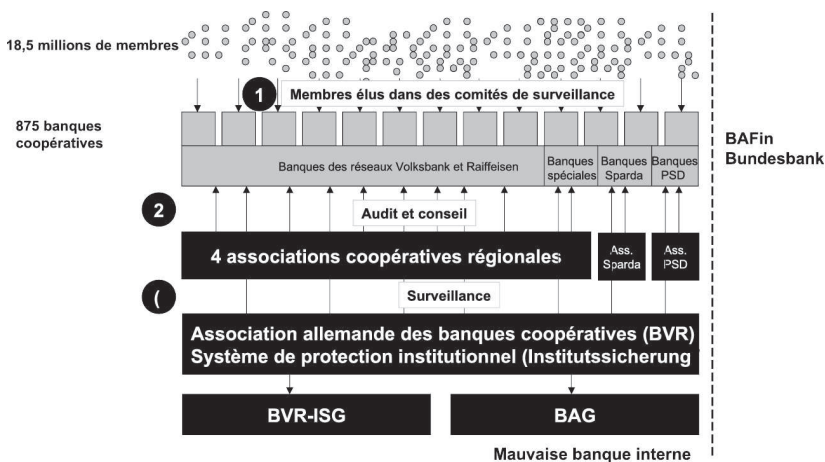 18,5 millions de membres
1
Membres élus dans des comités de surveillance
875 banques
coopératives
Banques des réseaux Volksbank et Raiffeisen
Banques
spéciales
Banques
Sparda
Banques
PSD
BAFin
Bundesbank
2
Audit et conseil
4 associations coopératives régionales
Ass.
Sparda
Ass.
PSD
(
Surveillance
Association allemande des banques coopératives (BVR)
Système de protection institutionnel (Institutssicherung
BVR-ISG
BAG
Mauvaise banque interne